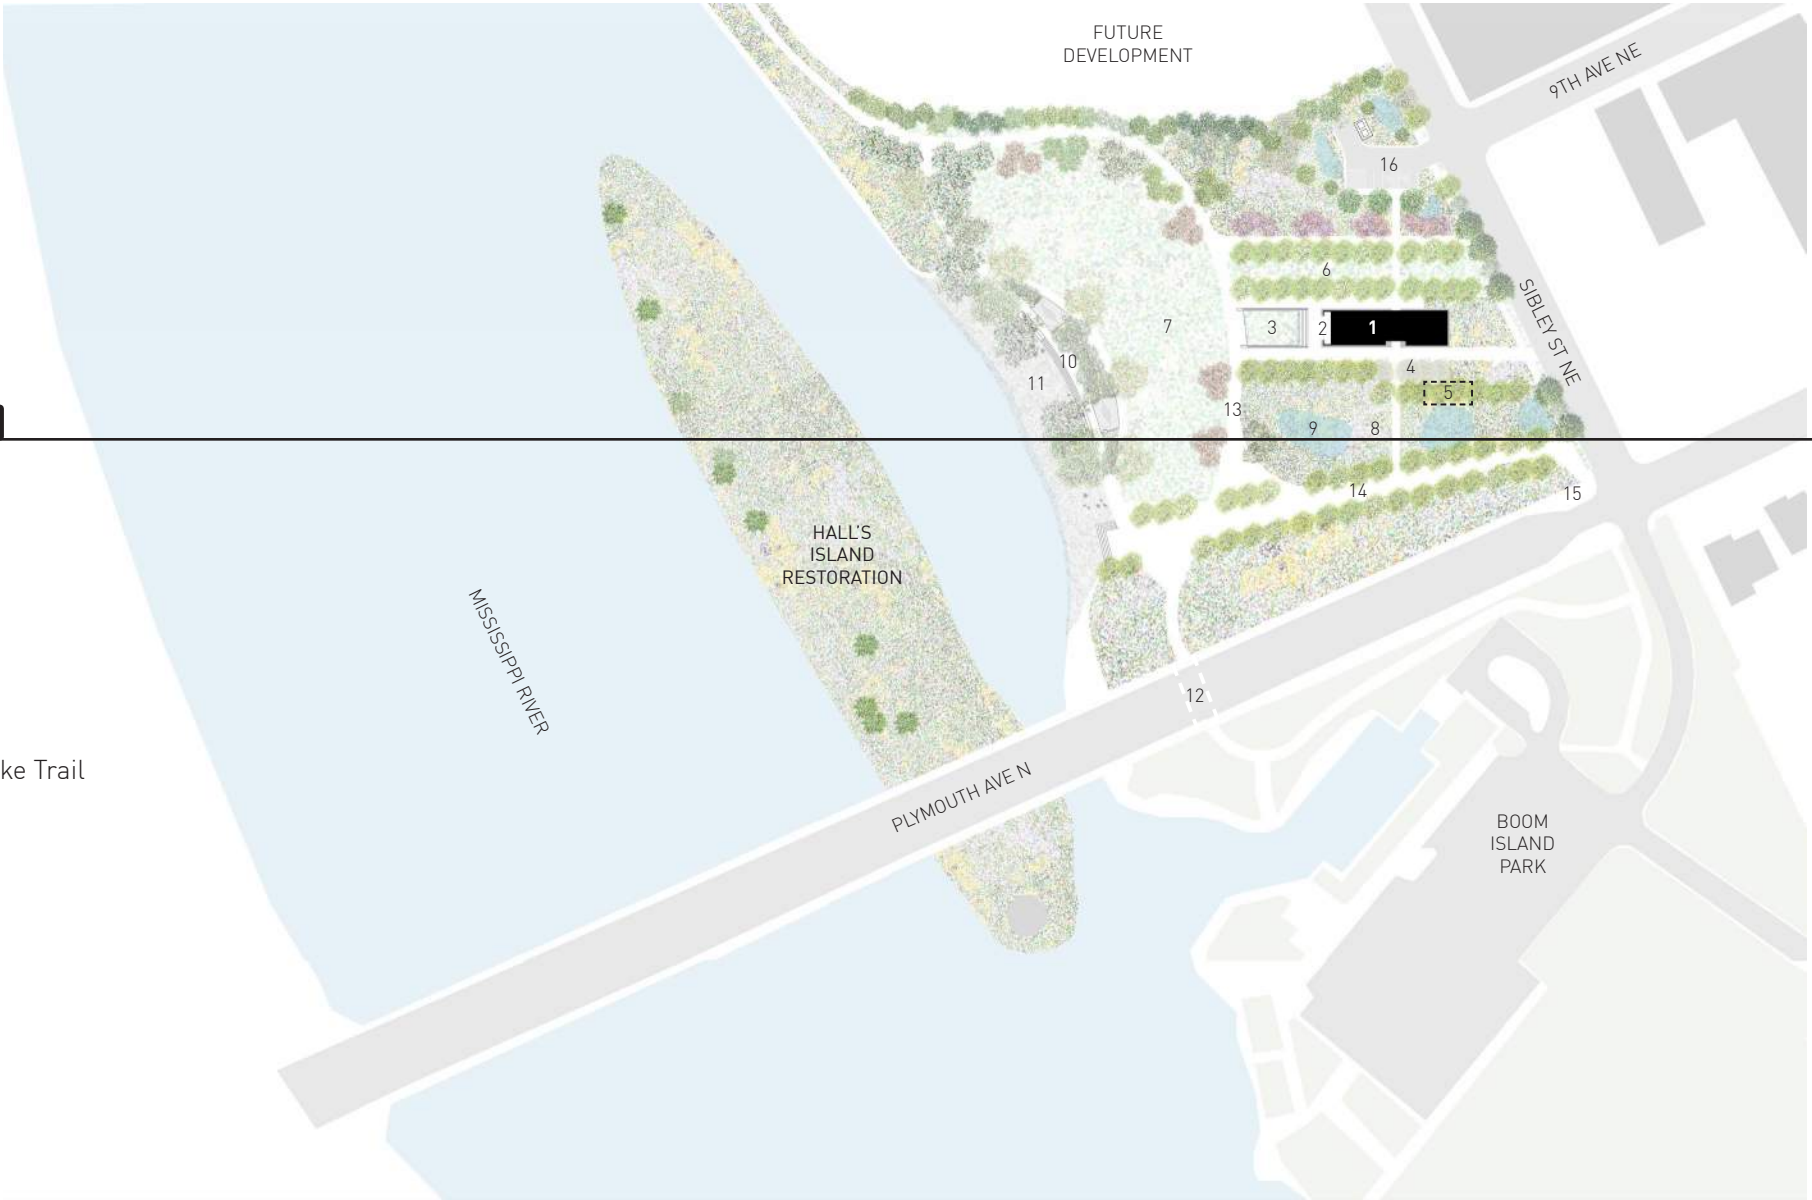 FUTURE
DEVELOPMENT
9TH AVE NE
16
6
SIBLEY ST NE
7
3
2
1
10
4
11
5
13
9
8
14
15
HALL'S
ISLAND
RESTORATION
MISSISSIPPI RIVER
12
ke Trail
PLYMOUTH AVE N
BOOM
ISLAND
PARK